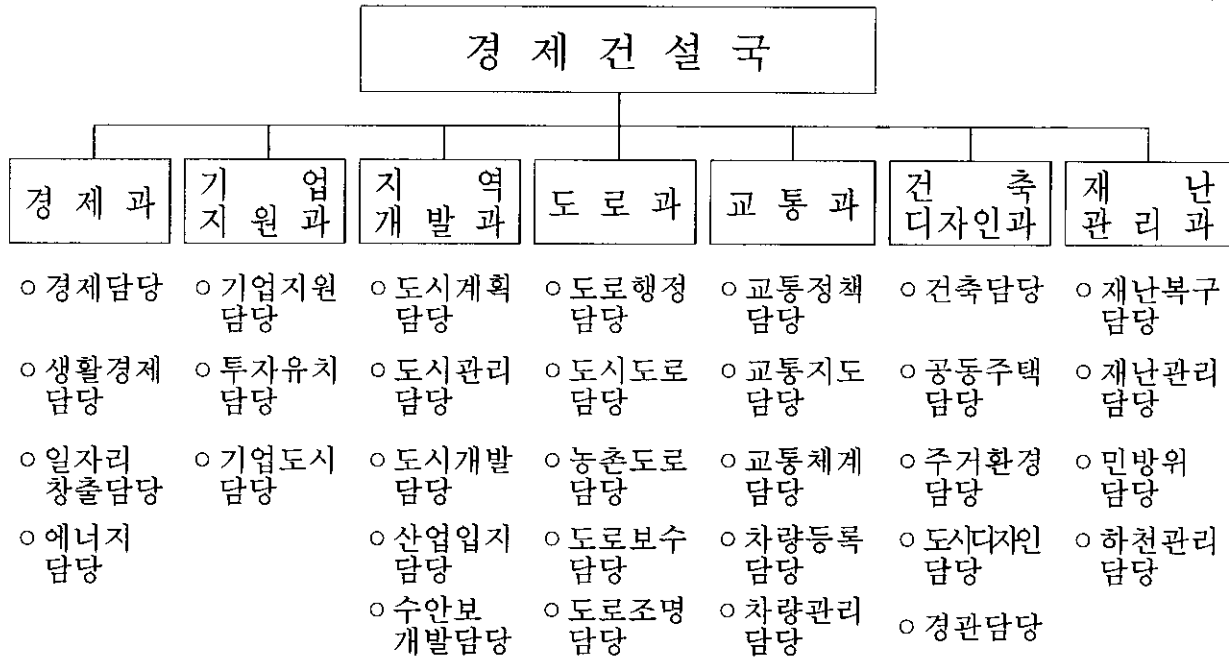 경 제 건 설 국
경 제 과
기 업
지 원 과
지 역
개 발 과
도 로 과
교 통 과
건 축
디자인과
재 난
관 리 과
○ 경제담당
○ 생활경제
담당
○ 일자리
창출담당
○ 에너지
담당
○ 기업지원
담당
○ 투자유치
담당
○ 기업도시
담당
○ 도시계획
담당
○ 도시관리
담당
○ 도시개발
담당
○ 산업입지
담당
○ 수안보
개발담당
○ 도로행정
담당
○ 도시도로
담당
○ 농촌도로
담당
○ 도로보수
담당
○ 도로조명
담당
○ 교통정책
담당
○ 교통지도
담당
○ 교통체계
담당
○ 차량등록
담당
○ 차량관리
담당
○ 건축담당
○ 공동주택
담당
○ 주거환경
담당
○ 도시디자인
담당
○ 경관담당
○ 재난복구
담당
○ 재난관리
담당
○ 민방위
담당
○ 하천관리
담당